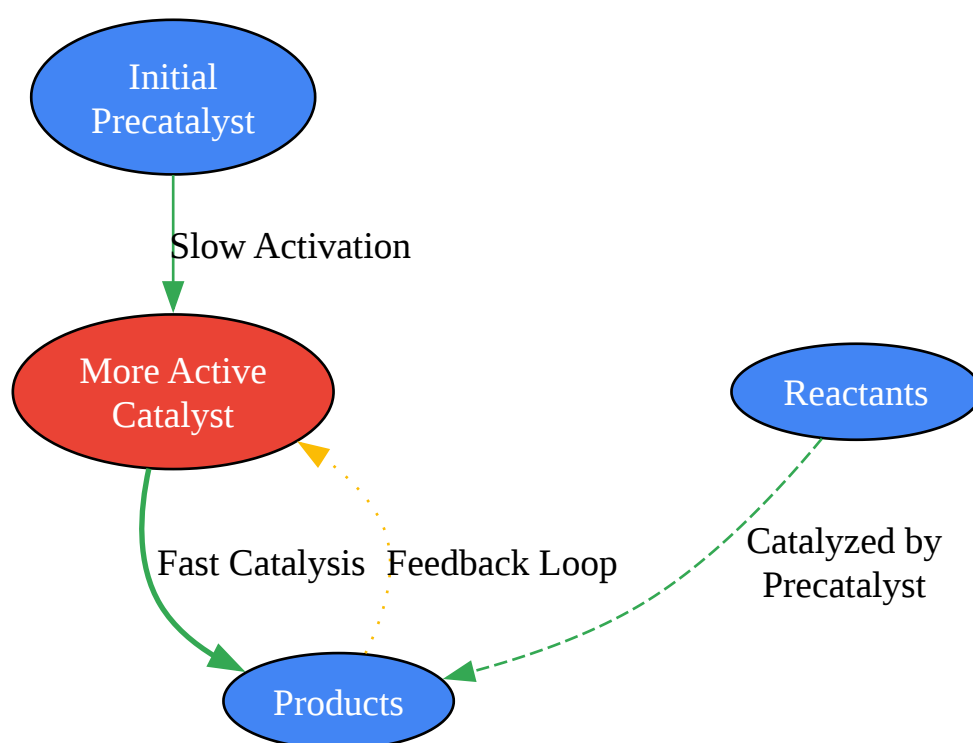 Initial
Precatalyst
Slow Activation
More Active
Catalyst
Reactants
Fast Catalysis
Feedback Loop
Catalyzed by
Precatalyst
Products